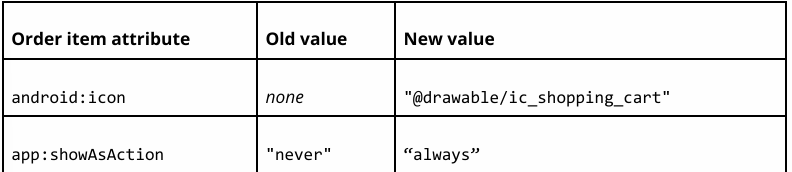 Order item attribute Old value New value
android:icon none "@drawable/ic_shopping_cart"
app:showAsAction "never" “always”